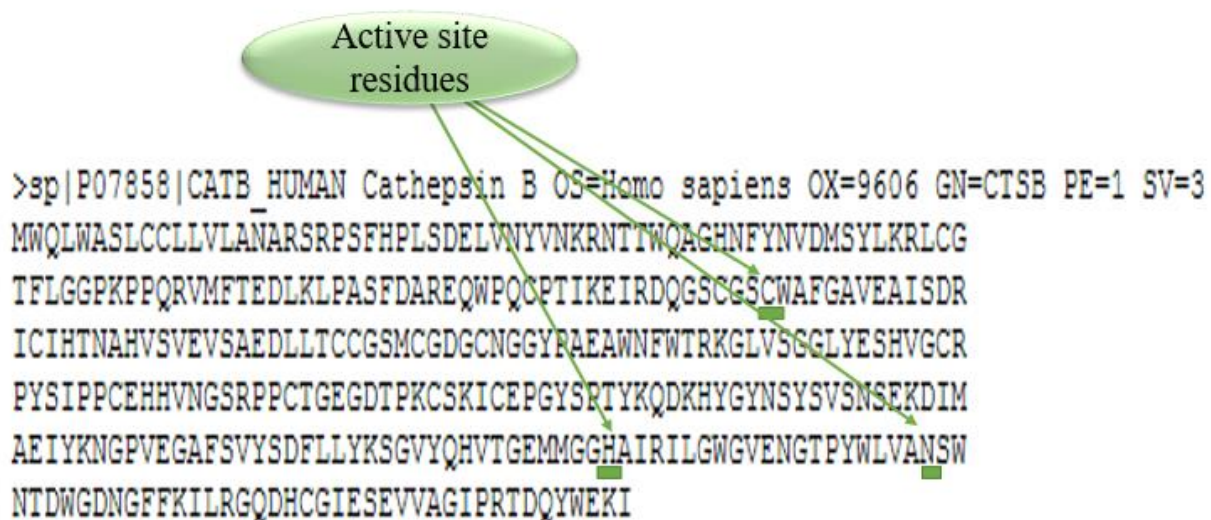 Active site
residues
>sp|P07858|CATB_HUMAN Cathepsin B OS=Homo sapiens OX=9606 GN=CTSB PE=1 SV=3
MWQLWASLCCLLVLANARSRPSFHPLSDELVNYVNKRNTTWQAGHNFYNVDMSYLKRLCG
TFLGGPKPPQRVMFTEDLKLPASFDAREQWPQCPTIKEIRDQGSCGSCWAFGAVEAISDR
ICIHTNAHVSVEVSAEDLLTCCGSMCGDGCNGGYPAEAWNFWTRKGLVSGGLYESHVGCR
PYSIPPCEHHVNGSRPPCTGEGDTPKCSKICEPGYSPTYKQDKHYGYNSYSVSNSEKDIM
AEIYKNGPVEGAFSVYSDFLLYKSGVYQHVTGEMMGGHAIRILGWGVENGTPYWLVANSW
NTDWGDNGFFKILRGQDHCGIESEVVAGIPRTDQYWEKI